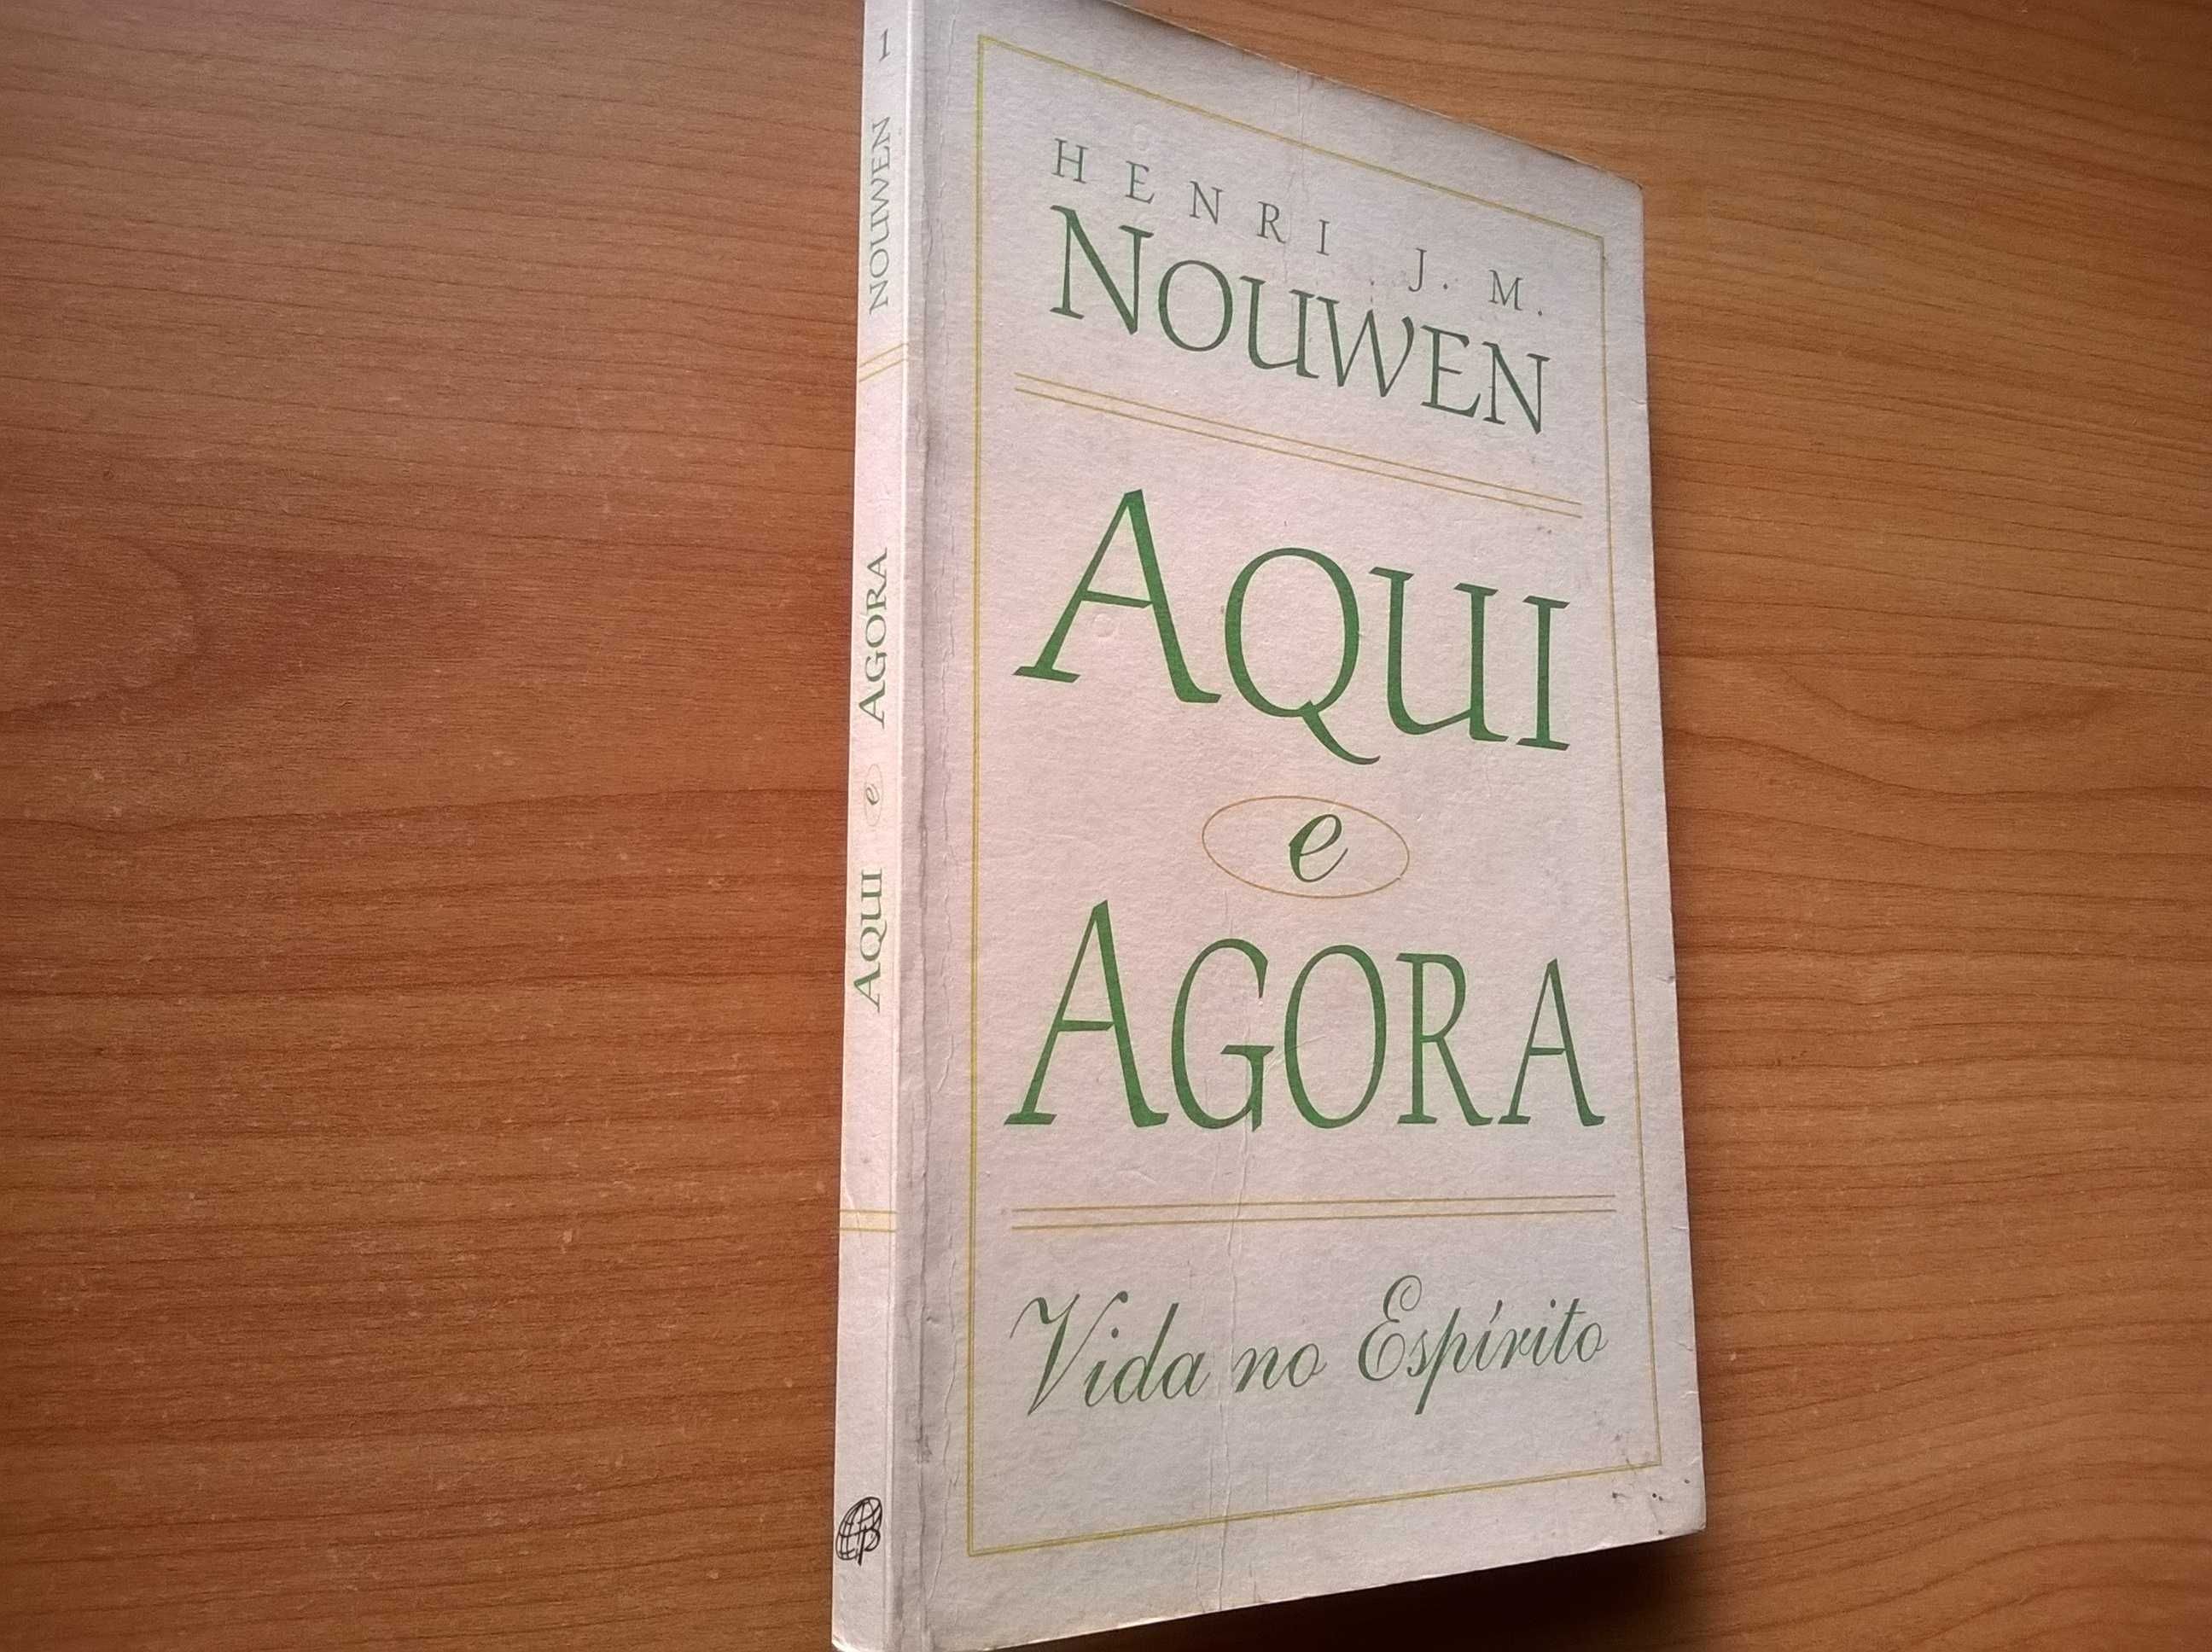 HENRI J. M.
NOUWEN
AQUI
e
AGORA
Vida no Espírito
AQUI e AGORA NOUWEN 1